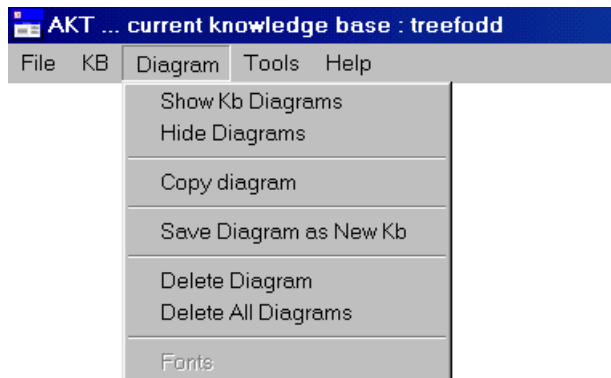 AKT ... current knowledge base : treefodd
File KB Diagram Tools Help
Show Kb Diagrams
Hide Diagrams
Copy diagram
Save Diagram as New Kb
Delete Diagram
Delete All Diagrams
Fonts